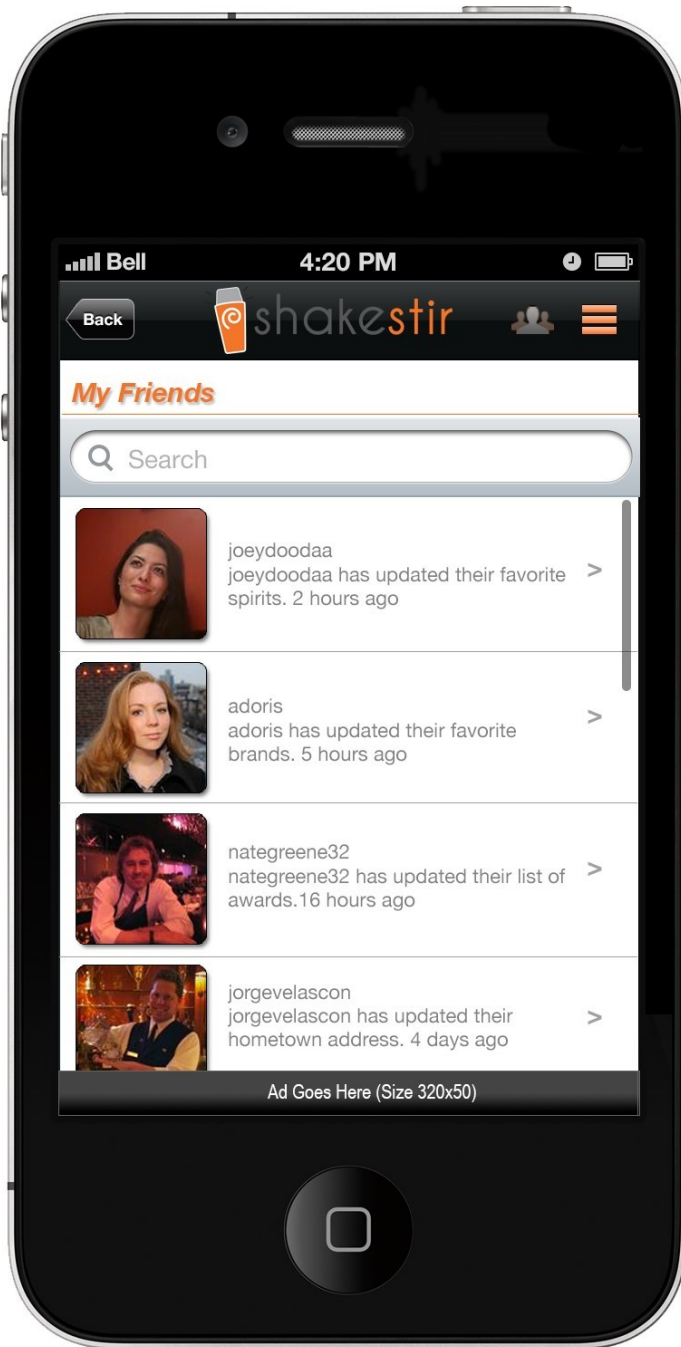 Bell 4:20 PM
Back shakestir
My Friends
Search
joeydoodaa
joeydoodaa has updated their favorite >
spirits. 2 hours ago
adoris
adoris has updated their favorite >
brands. 5 hours ago
nategreene32
nategreene32 has updated their list of >
awards.16 hours ago
jorgevelascon
jorgevelascon has updated their >
hometown address. 4 days ago
Ad Goes Here (Size 320x50)